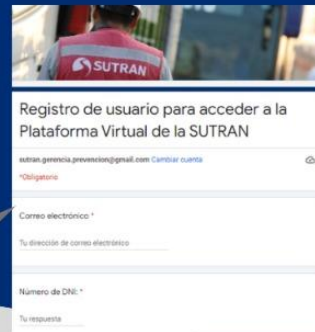 SUTRAN
Registro de usuario para acceder a la
Plataforma Virtual de la SUTRAN
sutran.gerencia.prevencion@gmail.com Cambiar cuenta
*Obligatorio
Correo electrónico *
Tu dirección de correo electrónico
Número de DNI: *
Tu respuesta